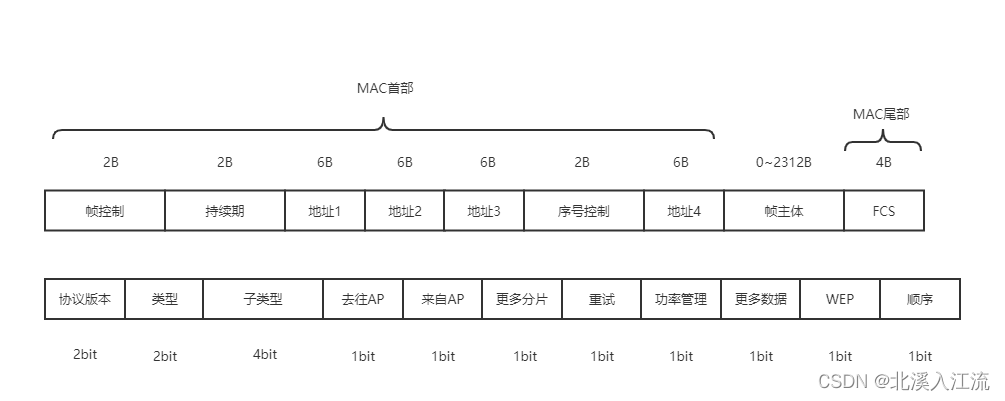 MAC首部
MAC尾部
2B 2B 6B 6B 6B 2B 6B 0~2312B 4B
帧控制 持续期 地址1 地址2 地址3 序号控制 地址4 帧主体 FCS
协议版本 类型 子类型 去往AP 来自AP 更多分片 重试 功率管理 更多数据 WEP 顺序
2bit 2bit 4bit 1bit 1bit 1bit 1bit 1bit 1bit 1bit 1bit
CSDN @北溪入江流